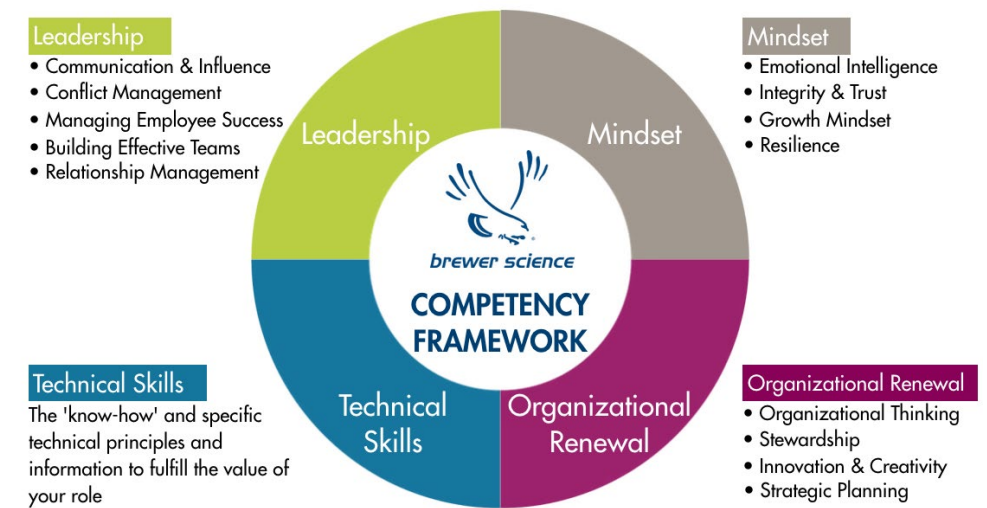 Leadership
• Communication & Influence
• Conflict Management
• Managing Employee Success
• Building Effective Teams
• Relationship Management
Mindset
• Emotional Intelligence
• Integrity & Trust
• Growth Mindset
• Resilience
Leadership
Mindset
brewer science
COMPETENCY
FRAMEWORK
Technical
Skills
Organizational
Renewal
Technical Skills
The 'know-how' and specific
technical principles and
information to fulfill the value of
your role
Organizational Renewal
• Organizational Thinking
• Stewardship
• Innovation & Creativity
• Strategic Planning